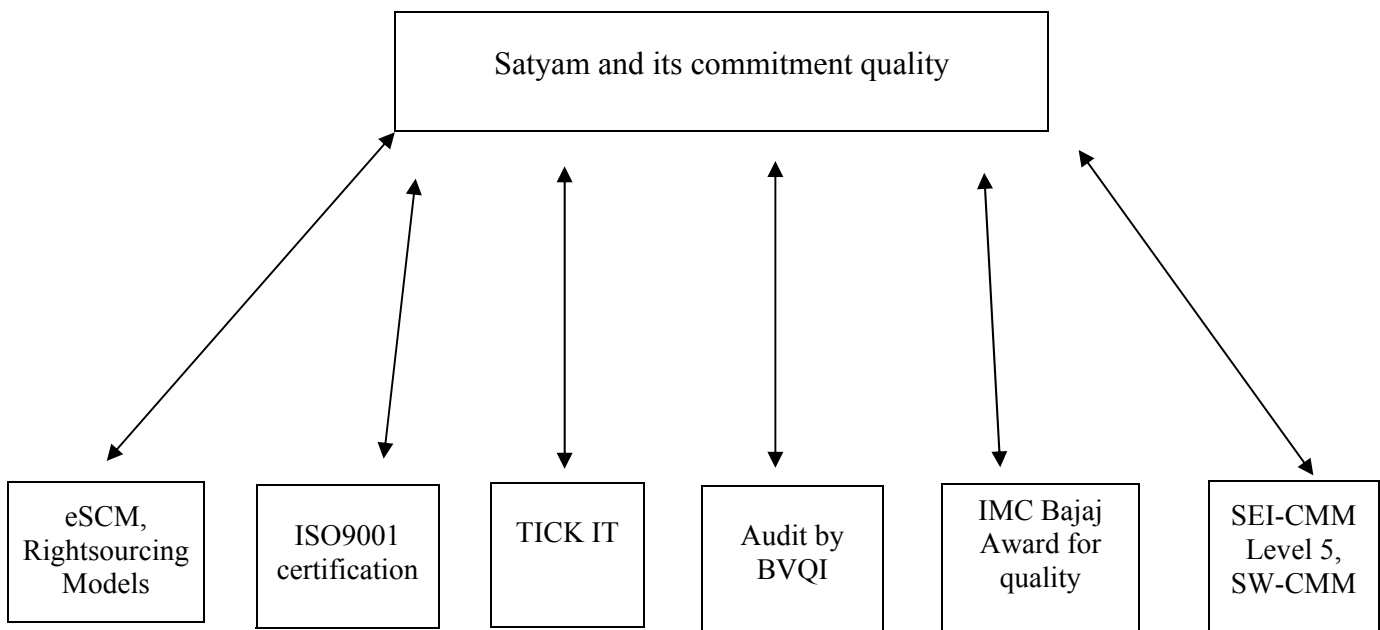 Satyam and its commitment quality
eSCM,
Rightsourcing
Models
ISO9001
certification
TICK IT
Audit by
BVQI
IMC Bajaj
Award for
quality
SEI-CMM
Level 5,
SW-CMM